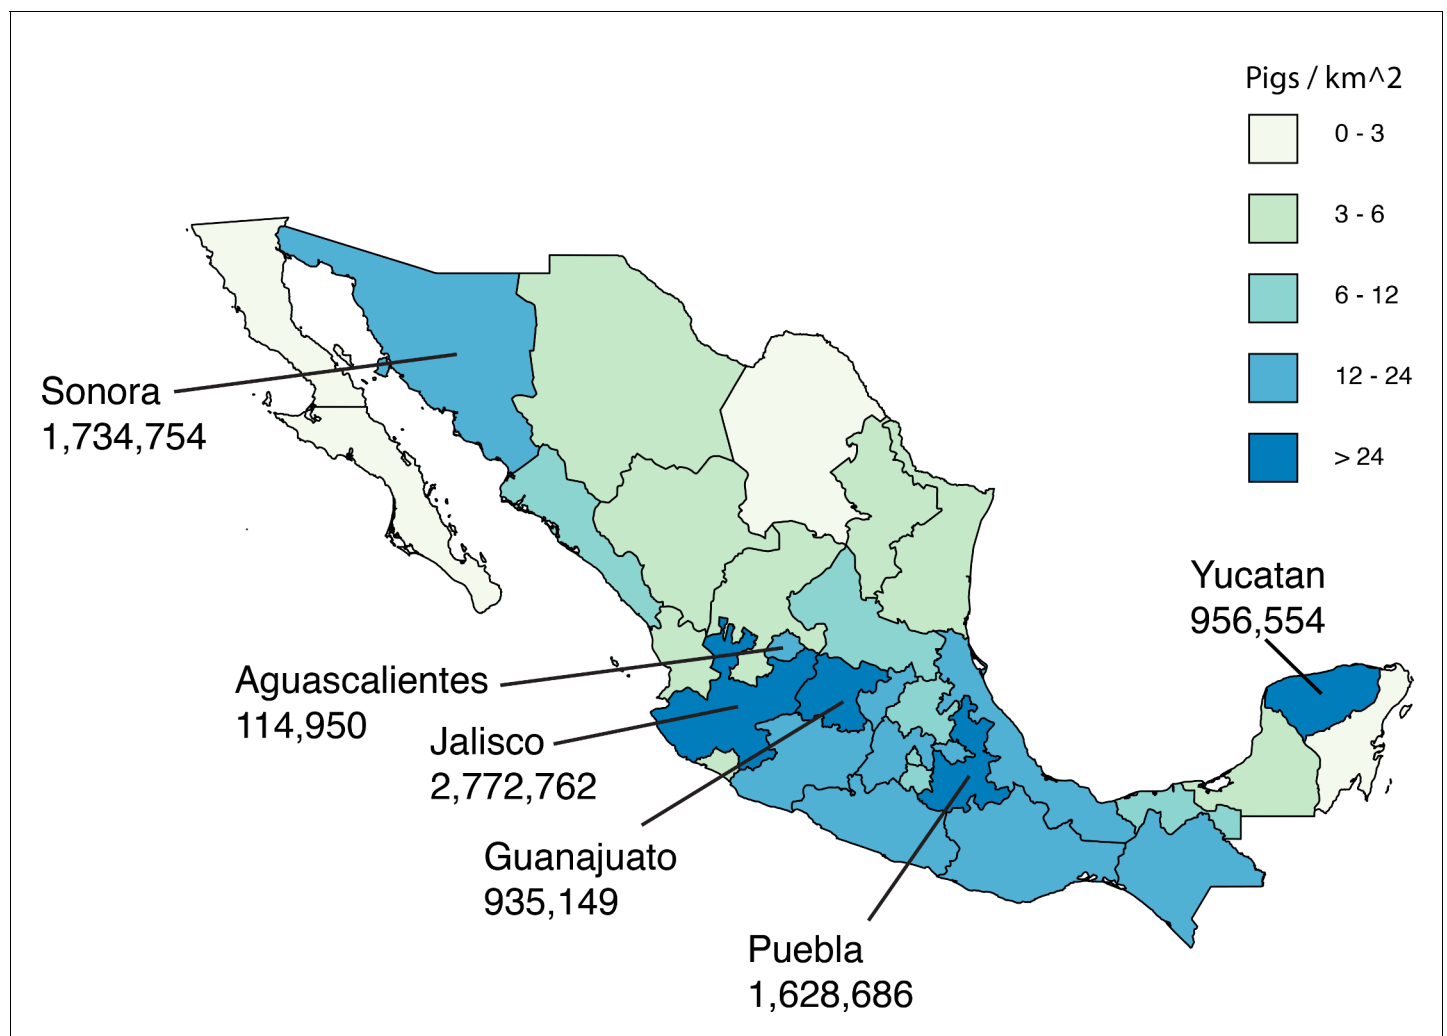 Pigs / km^2
0 - 3
3 - 6
6 - 12
12 - 24
> 24
Sonora
1,734,754
Yucatan
956,554
Aguascalientes
114,950
Jalisco
2,772,762
Guanajuato
935,149
Puebla
1,628,686